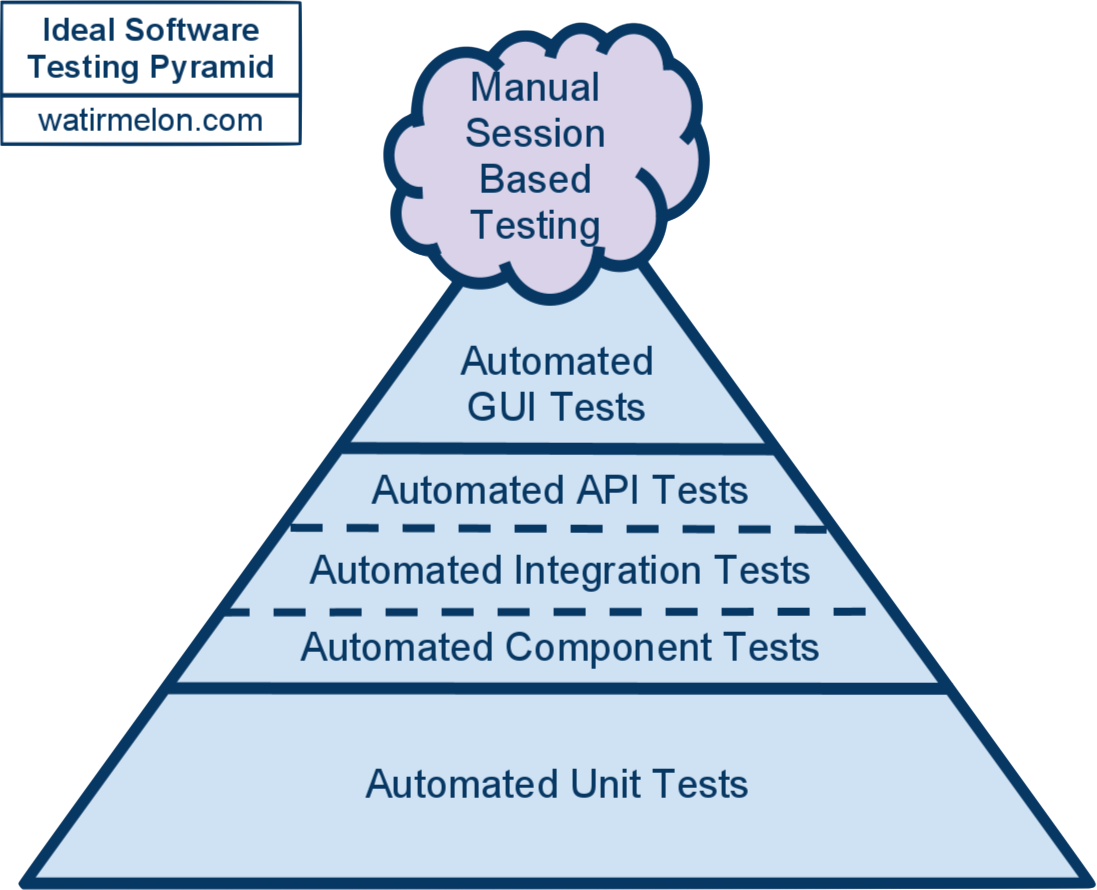 Ideal Software
Testing Pyramid
watirmelon.com
Manual
Session
Based
Testing
Automated
GUI Tests
Automated API Tests
Automated Integration Tests
Automated Component Tests
Automated Unit Tests